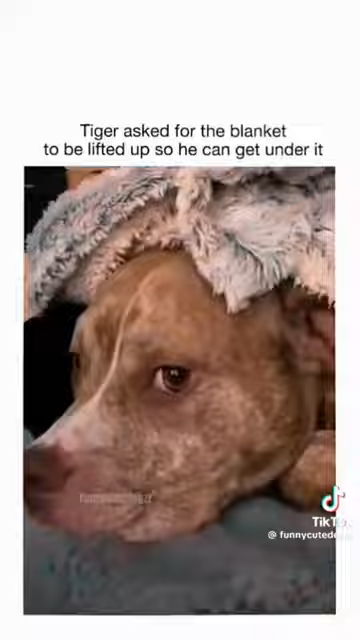 Tiger asked for the blanket
to be lifted up so he can get under it
TikTok